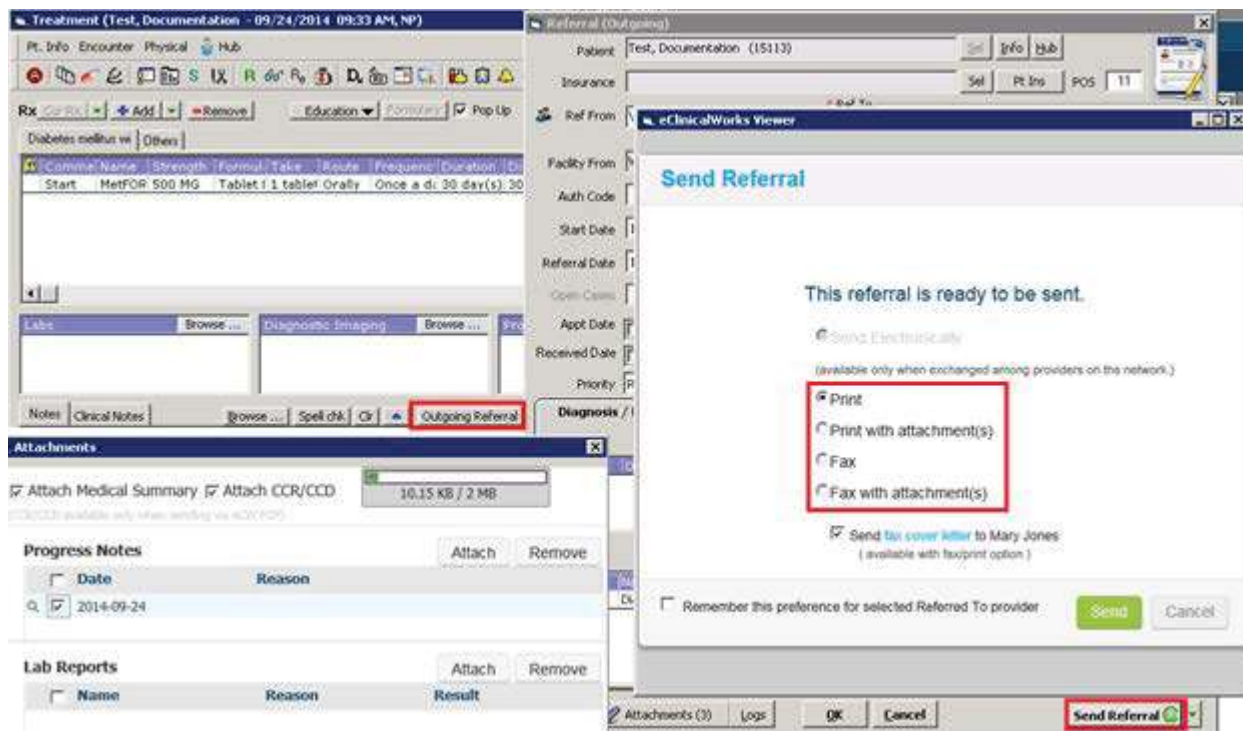 Treatment (Test, Documentation - 09/24/2014 09:33 AM, NP)
Pt. Info Encounter Physical Hub
Rx Cur Rx Add Remove Education Formulary Pop Up
Diabetes mellitus wi Others
Comme Name Strength Formul Take Route Frequenc Duration
Start MetFOR 500 MG Tablet 1 tablet Orally Once a da 30 day(s) 30
Labs Browse ... Diagnostic Imaging Browse ... Pro
Notes Clinical Notes Browse ... Spell chk Clr Outgoing Referral
Attachments
Attach Medical Summary Attach CCR/CCD 10.15 KB / 2 MB
Progress Notes Attach Remove
Date Reason
2014-09-24
Lab Reports Attach Remove
Name Reason Result
Referral (Outgoing)
Patient Test, Documentation (15113) Sel Info Hub
Insurance Sel Pt Ins POS 11
Ref To
Ref From
Facility From
Auth Code
Start Date
Referral Date
Open Cases
Appt Date
Received Date
Priority
Diagnosis /
eClinicalWorks Viewer
Send Referral
This referral is ready to be sent.
Send Electronically
(available only when exchanged among providers on the network.)
Print
Print with attachment(s)
Fax
Fax with attachment(s)
Send fax cover letter to Mary Jones
( available with fax/print option )
Remember this preference for selected Referred To provider Send Cancel
Attachments (3) Logs OK Cancel Send Referral